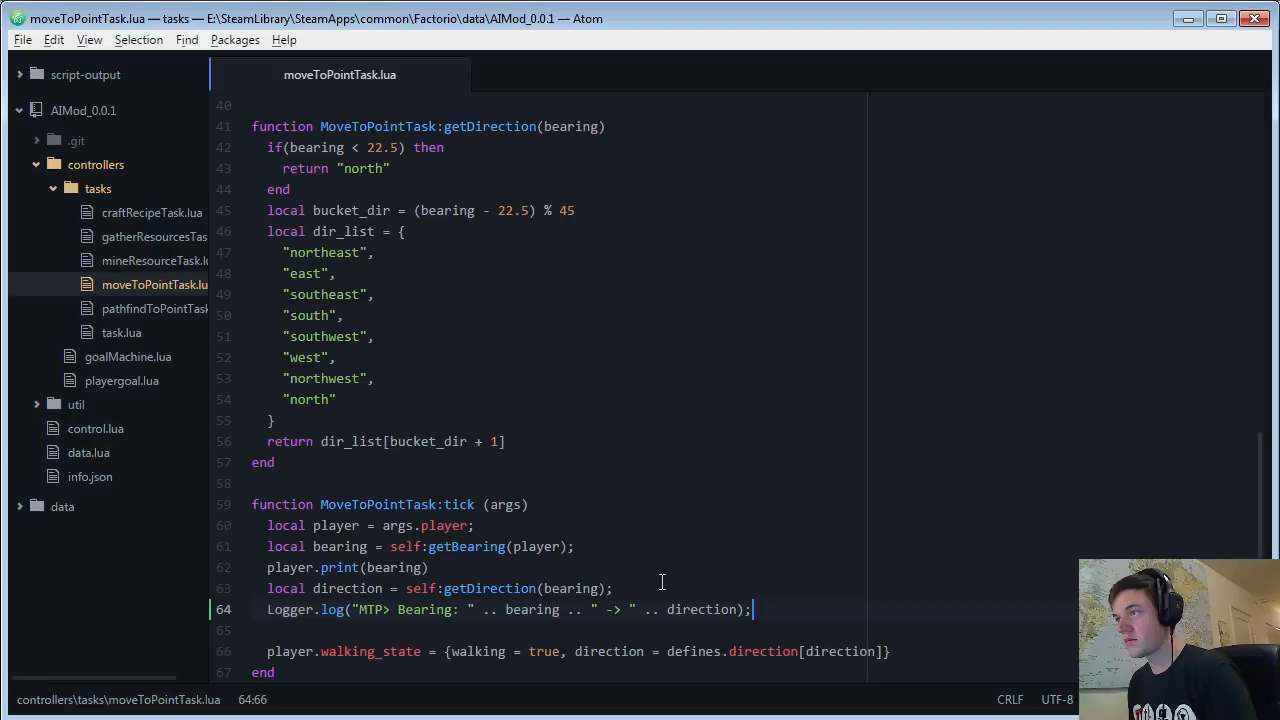 moveToPointTask.lua — tasks — E:\SteamLibrary\SteamApps\common\Factorio\data\AIMod_0.0.1 — Atom
File Edit View Selection Find Packages Help
script-output
AIMod_0.0.1
.git
controllers
tasks
craftRecipeTask.lua
gatherResourcesTas
mineResourceTask.lu
moveToPointTask.lu
pathfindToPointTask
task.lua
goalMachine.lua
playergoal.lua
util
control.lua
data.lua
info.json
data
moveToPointTask.lua
40
41 function MoveToPointTask:getDirection(bearing)
42 if(bearing < 22.5) then
43 return "north"
44 end
45 local bucket_dir = (bearing - 22.5) % 45
46 local dir_list = {
47 "northeast",
48 "east",
49 "southeast",
50 "south",
51 "southwest",
52 "west",
53 "northwest",
54 "north"
55 }
56 return dir_list[bucket_dir + 1]
57 end
58
59 function MoveToPointTask:tick (args)
60 local player = args.player;
61 local bearing = self:getBearing(player);
62 player.print(bearing)
63 local direction = self:getDirection(bearing);
64 Logger.log("MTP> Bearing: " .. bearing .. " -> " .. direction);
65
66 player.walking_state = {walking = true, direction = defines.direction[direction]}
67 end
controllers\tasks\moveToPointTask.lua 64:66 CRLF UTF-8